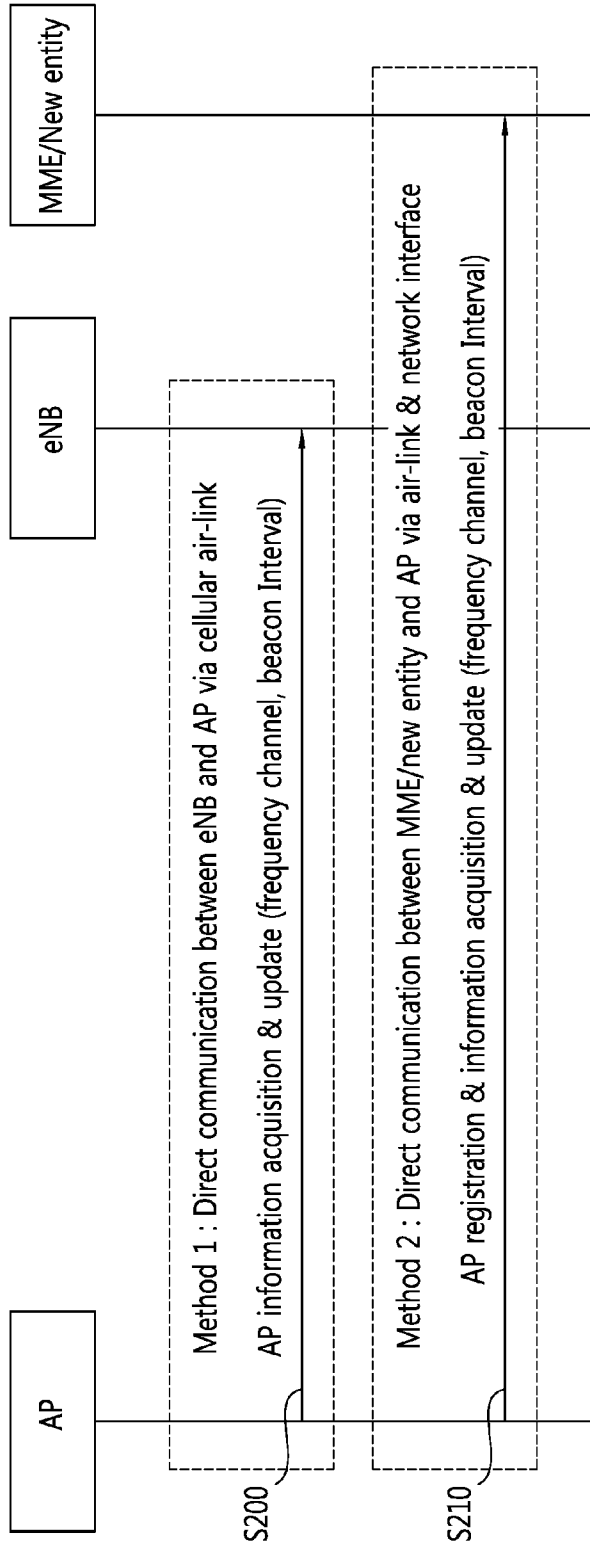 AP
eNB
MME/New entity
Method 1 : Direct communication between eNB and AP via cellular air-link
AP information acquisition & update (frequency channel, beacon Interval)
S200
Method 2 : Direct communication between MME/new entity and AP via air-link & network interface
AP registration & information acquisition & update (frequency channel, beacon Interval)
S210